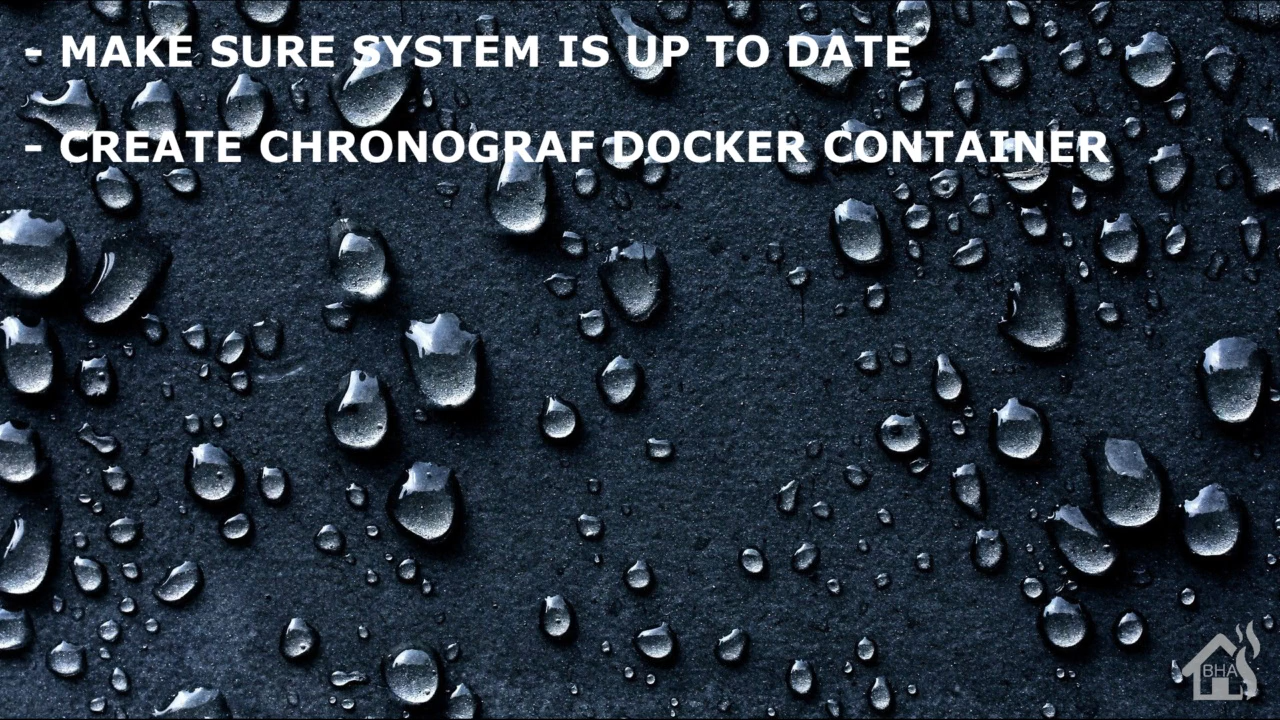 - MAKE SURE SYSTEM IS UP TO DATE
- CREATE CHRONOGRAF DOCKER CONTAINER
BHA